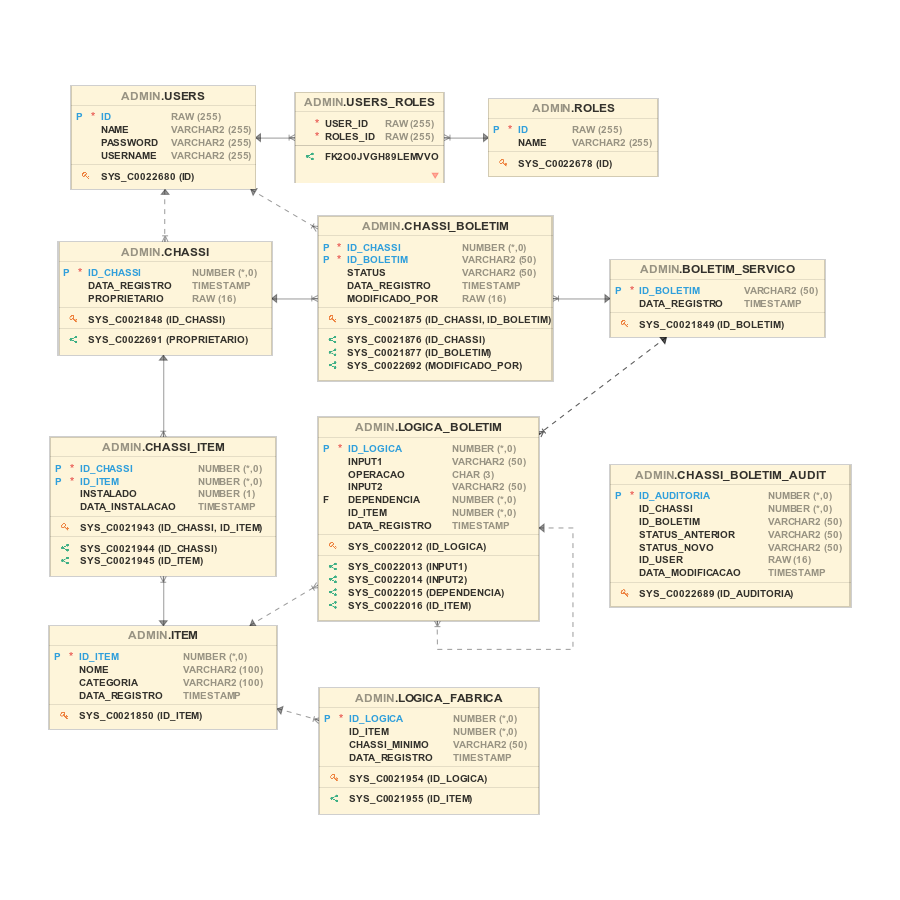 ADMIN.USERS
P * ID RAW (255)
NAME VARCHAR2 (255)
PASSWORD VARCHAR2 (255)
USERNAME VARCHAR2 (255)
SYS_C0022680 (ID)
ADMIN.USERS_ROLES
* USER_ID RAW (255)
* ROLES_ID RAW (255)
FK2O0JVGH89LEMVVO
ADMIN.ROLES
P * ID RAW (255)
NAME VARCHAR2 (255)
SYS_C0022678 (ID)
ADMIN.CHASSI
P * ID_CHASSI NUMBER (*,0)
DATA_REGISTRO TIMESTAMP
PROPRIETARIO RAW (16)
SYS_C0021848 (ID_CHASSI)
SYS_C0022691 (PROPRIETARIO)
ADMIN.CHASSI_BOLETIM
P * ID_CHASSI NUMBER (*,0)
P * ID_BOLETIM VARCHAR2 (50)
STATUS VARCHAR2 (50)
DATA_REGISTRO TIMESTAMP
MODIFICADO_POR RAW (16)
SYS_C0021875 (ID_CHASSI, ID_BOLETIM)
SYS_C0021876 (ID_CHASSI)
SYS_C0021877 (ID_BOLETIM)
SYS_C0022692 (MODIFICADO_POR)
ADMIN.BOLETIM_SERVICO
P * ID_BOLETIM VARCHAR2 (50)
DATA_REGISTRO TIMESTAMP
SYS_C0021849 (ID_BOLETIM)
ADMIN.CHASSI_ITEM
P * ID_CHASSI NUMBER (*,0)
P * ID_ITEM NUMBER (*,0)
INSTALADO NUMBER (1)
DATA_INSTALACAO TIMESTAMP
SYS_C0021943 (ID_CHASSI, ID_ITEM)
SYS_C0021944 (ID_CHASSI)
SYS_C0021945 (ID_ITEM)
ADMIN.LOGICA_BOLETIM
P * ID_LOGICA NUMBER (*,0)
INPUT1 VARCHAR2 (50)
OPERACAO CHAR (3)
INPUT2 VARCHAR2 (50)
F DEPENDENCIA NUMBER (*,0)
ID_ITEM NUMBER (*,0)
DATA_REGISTRO TIMESTAMP
SYS_C0022012 (ID_LOGICA)
SYS_C0022013 (INPUT1)
SYS_C0022014 (INPUT2)
SYS_C0022015 (DEPENDENCIA)
SYS_C0022016 (ID_ITEM)
ADMIN.CHASSI_BOLETIM_AUDIT
P * ID_AUDITORIA NUMBER (*,0)
ID_CHASSI NUMBER (*,0)
ID_BOLETIM VARCHAR2 (50)
STATUS_ANTERIOR VARCHAR2 (50)
STATUS_NOVO VARCHAR2 (50)
ID_USER RAW (16)
DATA_MODIFICACAO TIMESTAMP
SYS_C0022689 (ID_AUDITORIA)
ADMIN.ITEM
P * ID_ITEM NUMBER (*,0)
NOME VARCHAR2 (100)
CATEGORIA VARCHAR2 (100)
DATA_REGISTRO TIMESTAMP
SYS_C0021850 (ID_ITEM)
ADMIN.LOGICA_FABRICA
P * ID_LOGICA NUMBER (*,0)
ID_ITEM NUMBER (*,0)
CHASSI_MINIMO VARCHAR2 (50)
DATA_REGISTRO TIMESTAMP
SYS_C0021954 (ID_LOGICA)
SYS_C0021955 (ID_ITEM)